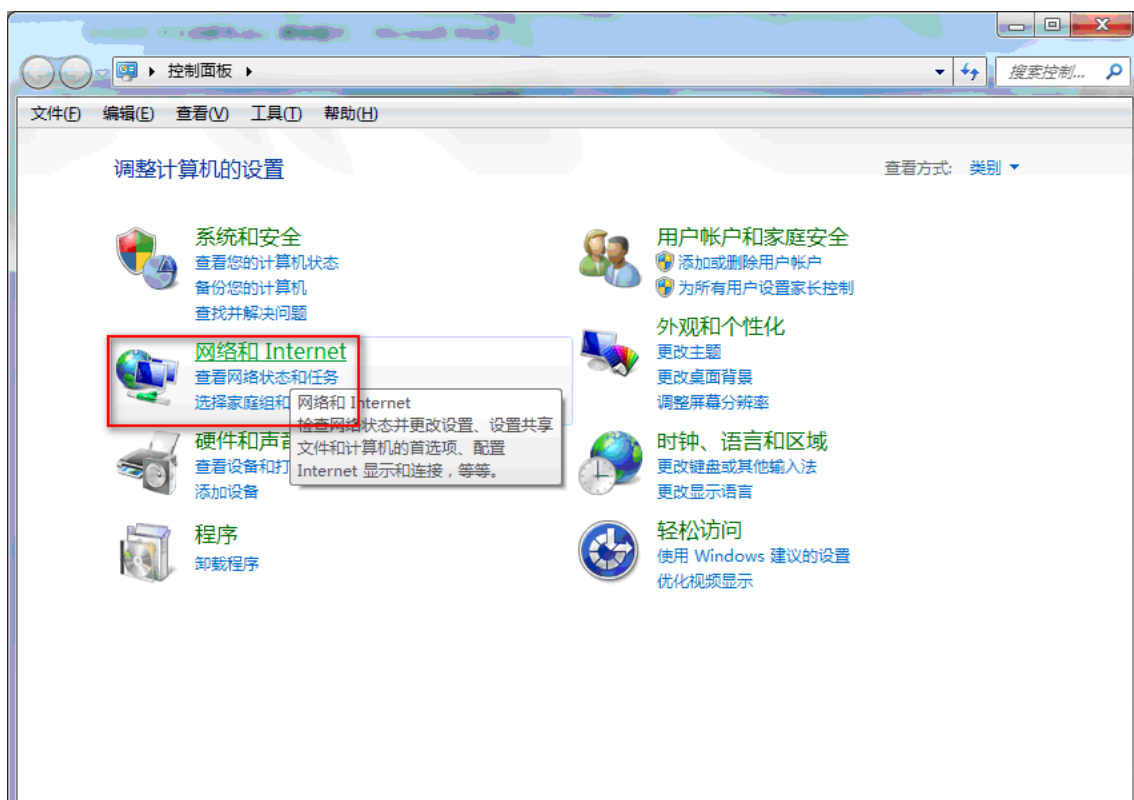 控制面板
搜索控制...
文件(F) 编辑(E) 查看(V) 工具(T) 帮助(H)
调整计算机的设置
查看方式: 类别
系统和安全
查看您的计算机状态
备份您的计算机
查找并解决问题
网络和 Internet
查看网络状态和任务
选择家庭组和
网络和 Internet
检查网络状态并更改设置、设置共享
文件和计算机的首选项、配置
Internet 显示和连接，等等。
硬件和声音
查看设备和打
添加设备
程序
卸载程序
用户帐户和家庭安全
添加或删除用户帐户
为所有用户设置家长控制
外观和个性化
更改主题
更改桌面背景
调整屏幕分辨率
时钟、语言和区域
更改键盘或其他输入法
更改显示语言
轻松访问
使用 Windows 建议的设置
优化视频显示